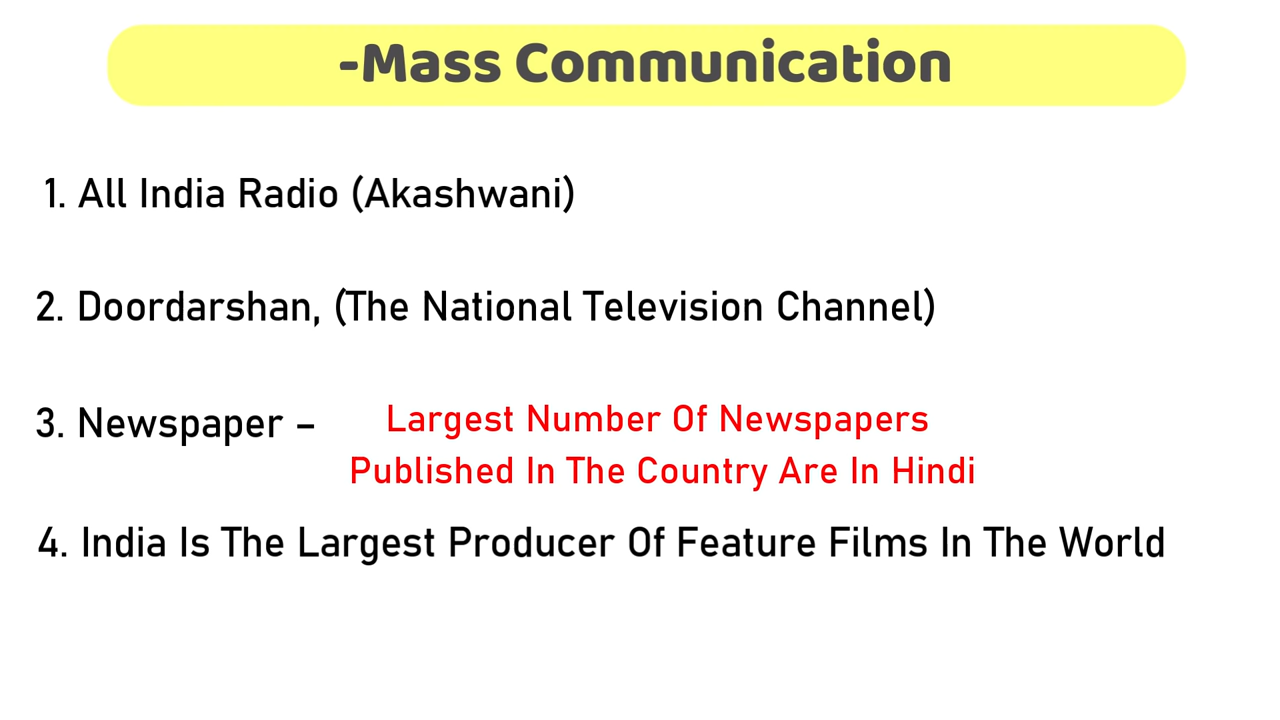 -Mass Communication
1. All India Radio (Akashwani)
2. Doordarshan, (The National Television Channel)
3. Newspaper – Largest Number Of Newspapers
Published In The Country Are In Hindi
4. India Is The Largest Producer Of Feature Films In The World